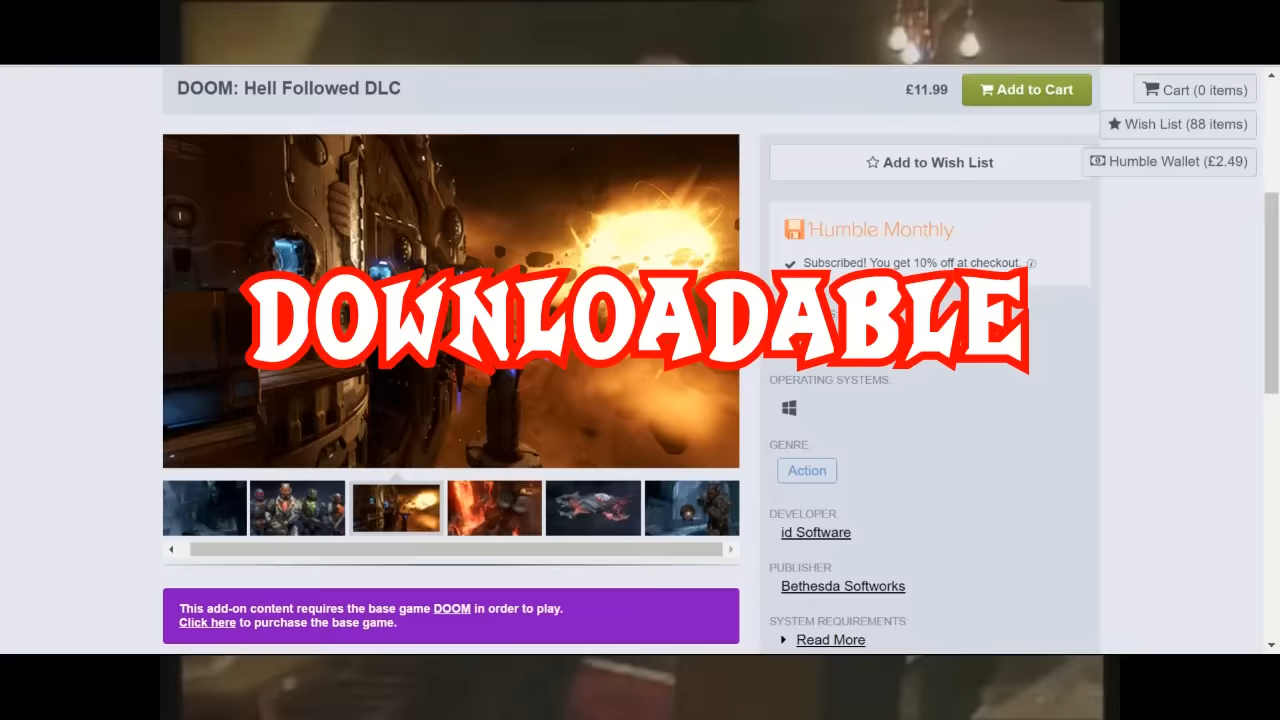 DOOM: Hell Followed DLC
£11.99
Add to Cart
Cart (0 items)
Wish List (88 items)
Humble Wallet (£2.49)
Add to Wish List
Humble Monthly
Subscribed! You get 10% off at checkout.
DOWNLOADABLE
OPERATING SYSTEMS:
GENRE
Action
DEVELOPER
id Software
PUBLISHER
Bethesda Softworks
SYSTEM REQUIREMENTS
Read More
This add-on content requires the base game DOOM in order to play.
Click here to purchase the base game.